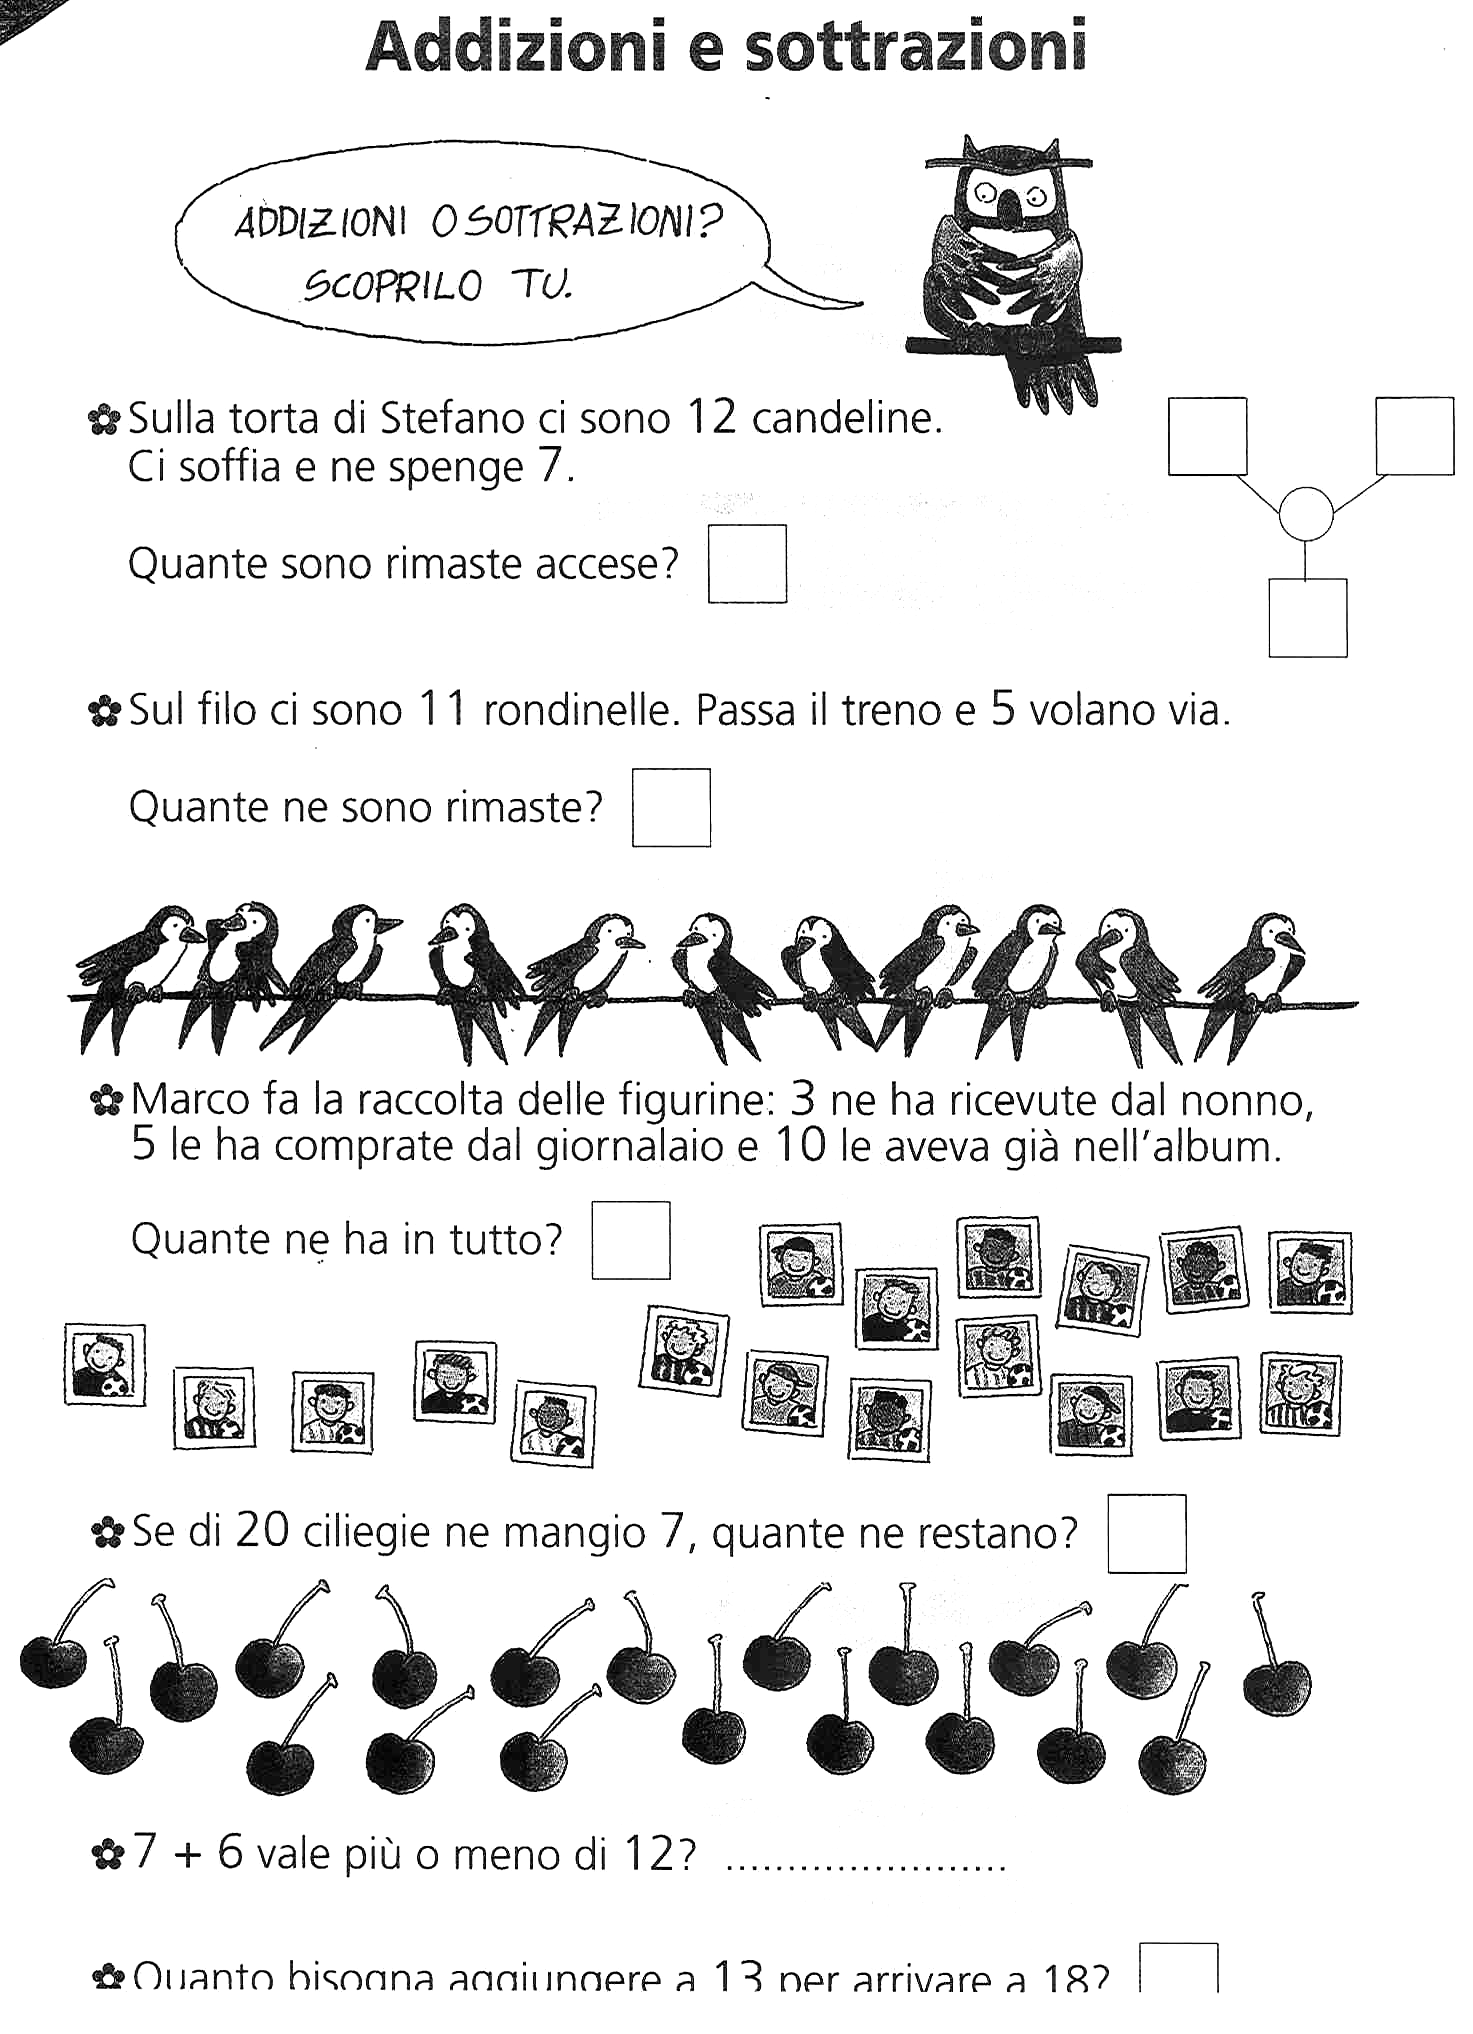 Addizioni e sottrazioni
ADDIZIONI O SOTTRAZIONI?
SCOPRILO TU.
Sulla torta di Stefano ci sono 12 candeline.
Ci soffia e ne spenge 7.
Quante sono rimaste accese?
Sul filo ci sono 11 rondinelle. Passa il treno e 5 volano via.
Quante ne sono rimaste?
Marco fa la raccolta delle figurine: 3 ne ha ricevute dal nonno,
5 le ha comprate dal giornalaio e 10 le aveva già nell'album.
Quante ne ha in tutto?
Se di 20 ciliegie ne mangio 7, quante ne restano?
7 + 6 vale più o meno di 12? .......................
Quanto bisogna aggiungere a 13 per arrivare a 18?